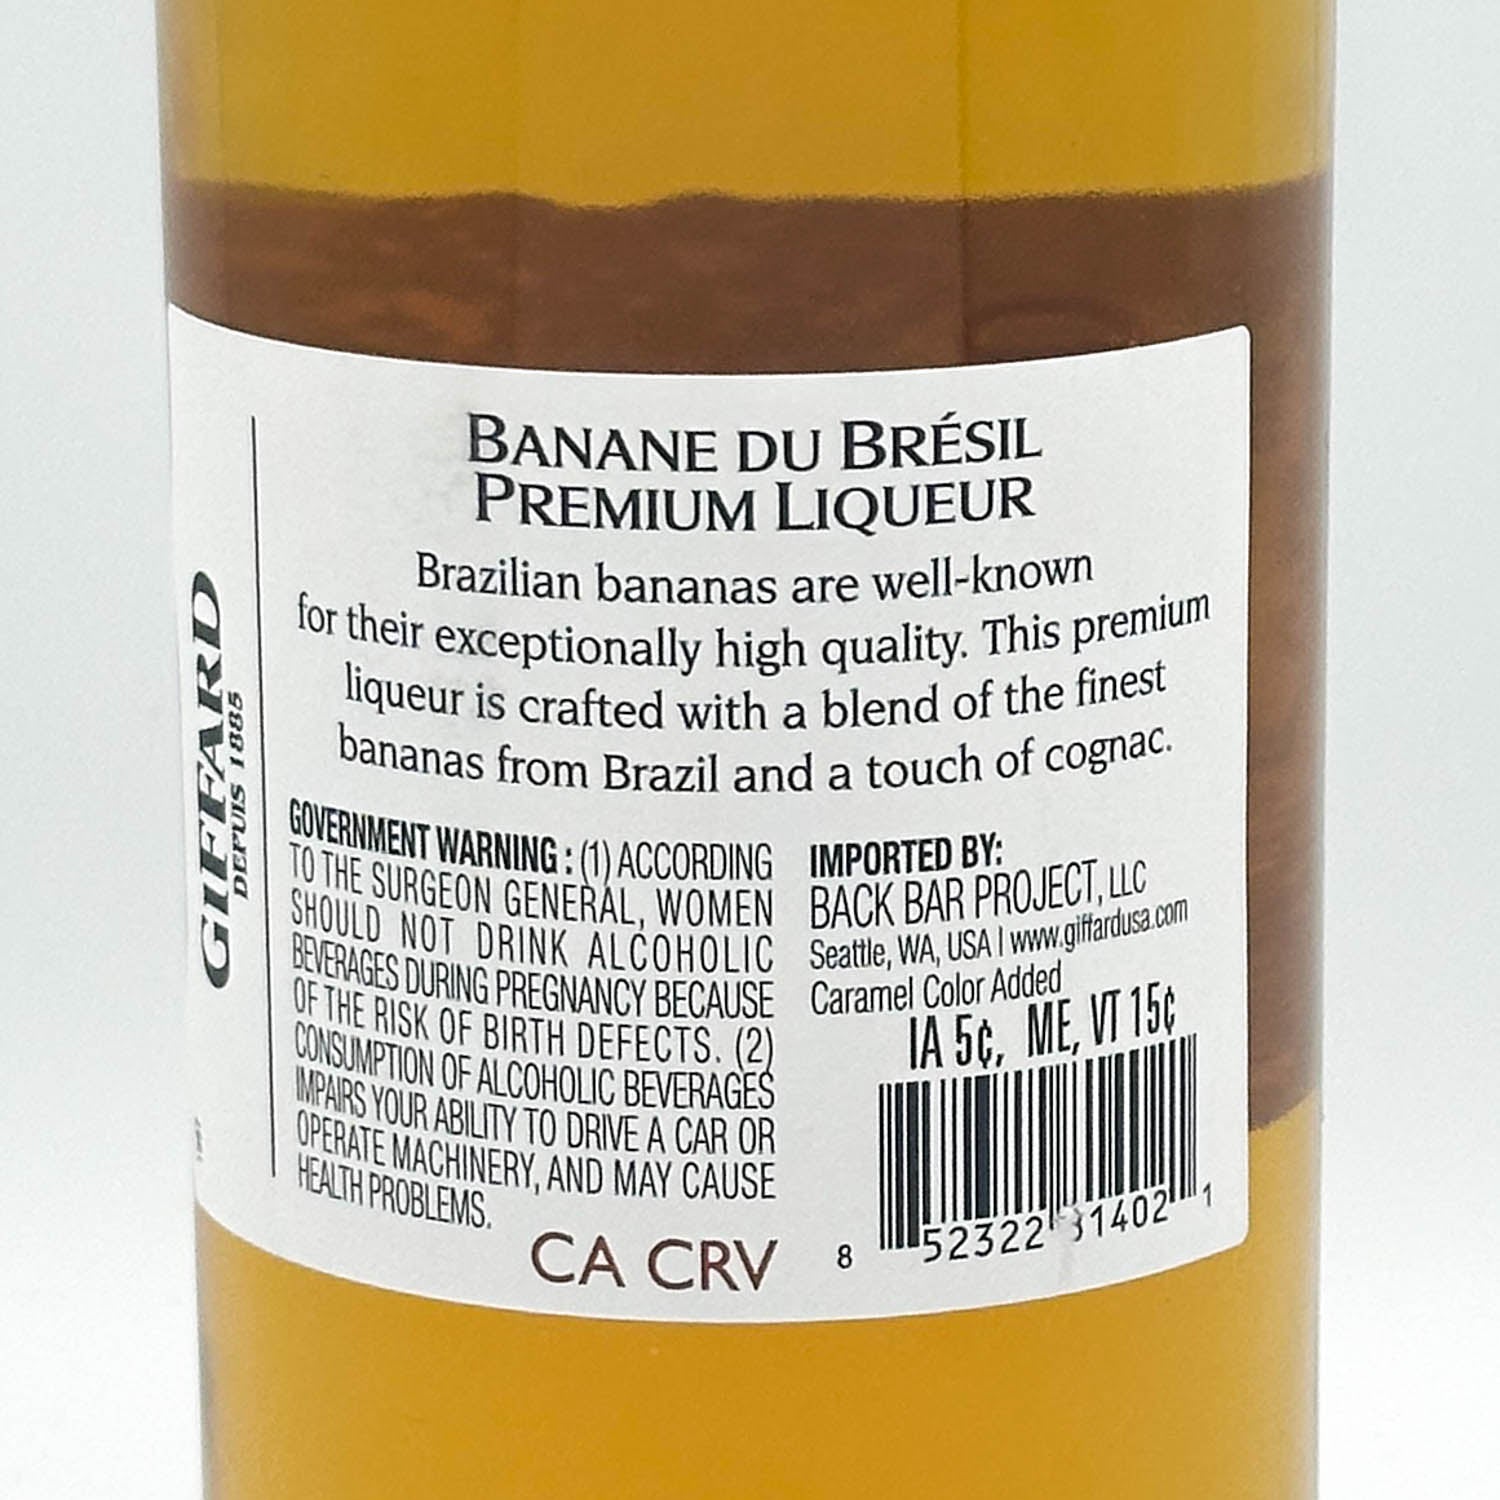 GIFFARD
DEPUIS 1885
BANANE DU BRÉSIL
PREMIUM LIQUEUR
Brazilian bananas are well-known
for their exceptionally high quality. This premium
liqueur is crafted with a blend of the finest
bananas from Brazil and a touch of cognac.
GOVERNMENT WARNING : (1) ACCORDING
TO THE SURGEON GENERAL, WOMEN
SHOULD NOT DRINK ALCOHOLIC
BEVERAGES DURING PREGNANCY BECAUSE
OF THE RISK OF BIRTH DEFECTS. (2)
CONSUMPTION OF ALCOHOLIC BEVERAGES
IMPAIRS YOUR ABILITY TO DRIVE A CAR OR
OPERATE MACHINERY, AND MAY CAUSE
HEALTH PROBLEMS.
CA CRV
IMPORTED BY:
BACK BAR PROJECT, LLC
Seattle, WA, USA | www.giffardusa.com
Caramel Color Added
IA 5¢, ME, VT 15¢
8 52322 31402 1